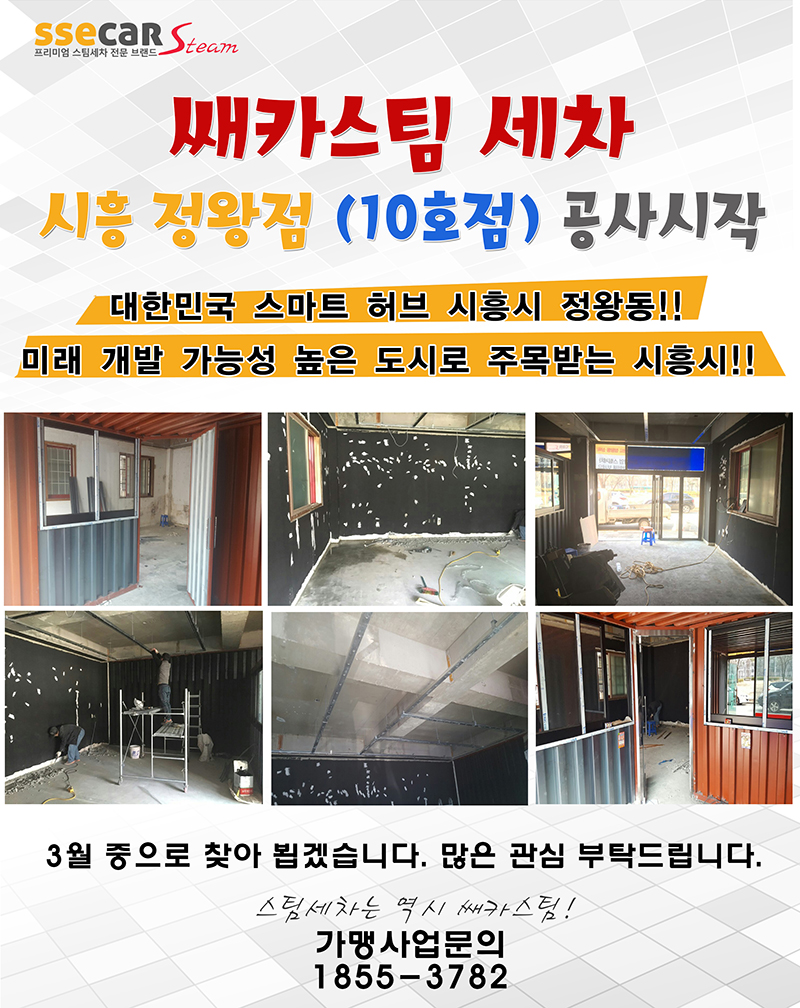 ssecar Steam
프리미엄 스팀세차 전문 브랜드
쌔카스팀 세차
시흥 정왕점 (10호점) 공사시작
대한민국 스마트 허브 시흥시 정왕동!!
미래 개발 가능성 높은 도시로 주목받는 시흥시!!
3월 중으로 찾아 뵙겠습니다. 많은 관심 부탁드립니다.
스팀세차는 역시 쌔카스팀!
가맹사업문의
1855-3782